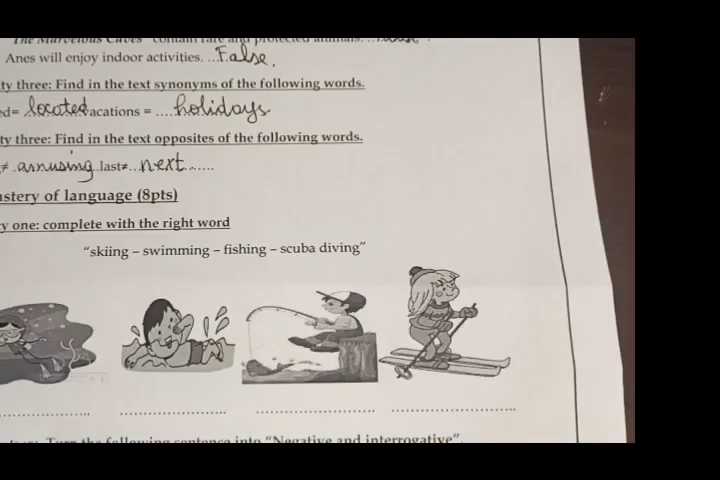 The Marvelous Caves" contain rare and protected animals.
Anes will enjoy indoor activities. ...False.
ty three: Find in the text synonyms of the following words.
ed= located vacations = ....holidays
ty three: Find in the text opposites of the following words.
≠ .amusing..last≠...next......
astery of language (8pts)
y one: complete with the right word
"skiing – swimming – fishing – scuba diving"
Turn the following sentence into "Negative and interrogative".